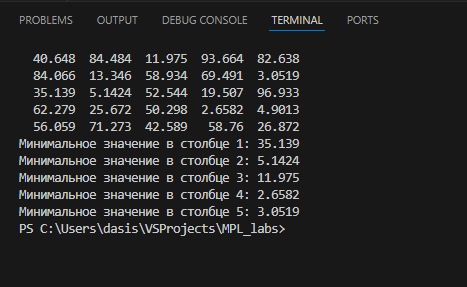 PROBLEMS OUTPUT DEBUG CONSOLE TERMINAL PORTS
40.648 84.484 11.975 93.664 82.638
84.066 13.346 58.934 69.491 3.0519
35.139 5.1424 52.544 19.507 96.933
62.279 25.672 50.298 2.6582 4.9013
56.059 71.273 42.589 58.76 26.872
Минимальное значение в столбце 1: 35.139
Минимальное значение в столбце 2: 5.1424
Минимальное значение в столбце 3: 11.975
Минимальное значение в столбце 4: 2.6582
Минимальное значение в столбце 5: 3.0519
PS C:\Users\dasis\VSProjects\MPL_labs>